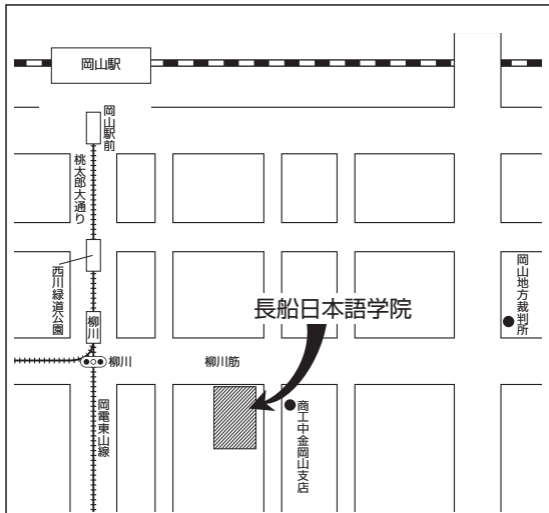 岡山駅
岡山駅前
桃太郎大通り
西川緑道公園
柳川
柳川
柳川筋
長船日本語学院
岡山地方裁判所
商工中金岡山支店
岡電東山線